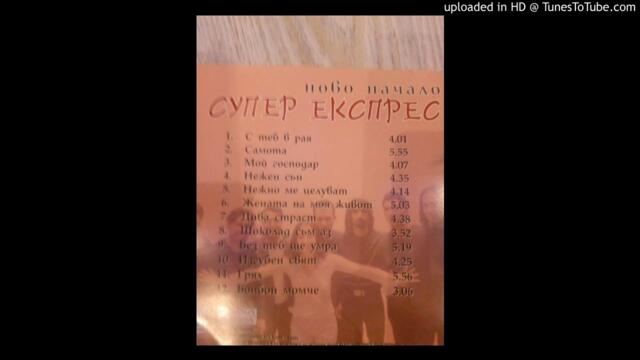 uploaded in HD @ TunesToTube.com
ново начало
СУПЕР ЕКСПРЕС
1. С теб в рая 4.01
2. Самота 5.55
3. Мой господар 4.07
4. Нежен сън 4.35
5. Нежно ме целуват 4.14
6. Жената на моя живот 5.03
7. Дива страст 4.38
8. Шоколад съм аз 3.52
9. Без теб ще умра 5.19
10. Изгубен свят 4.25
11. Грях 5.56
12. Бонбон момче 3.06